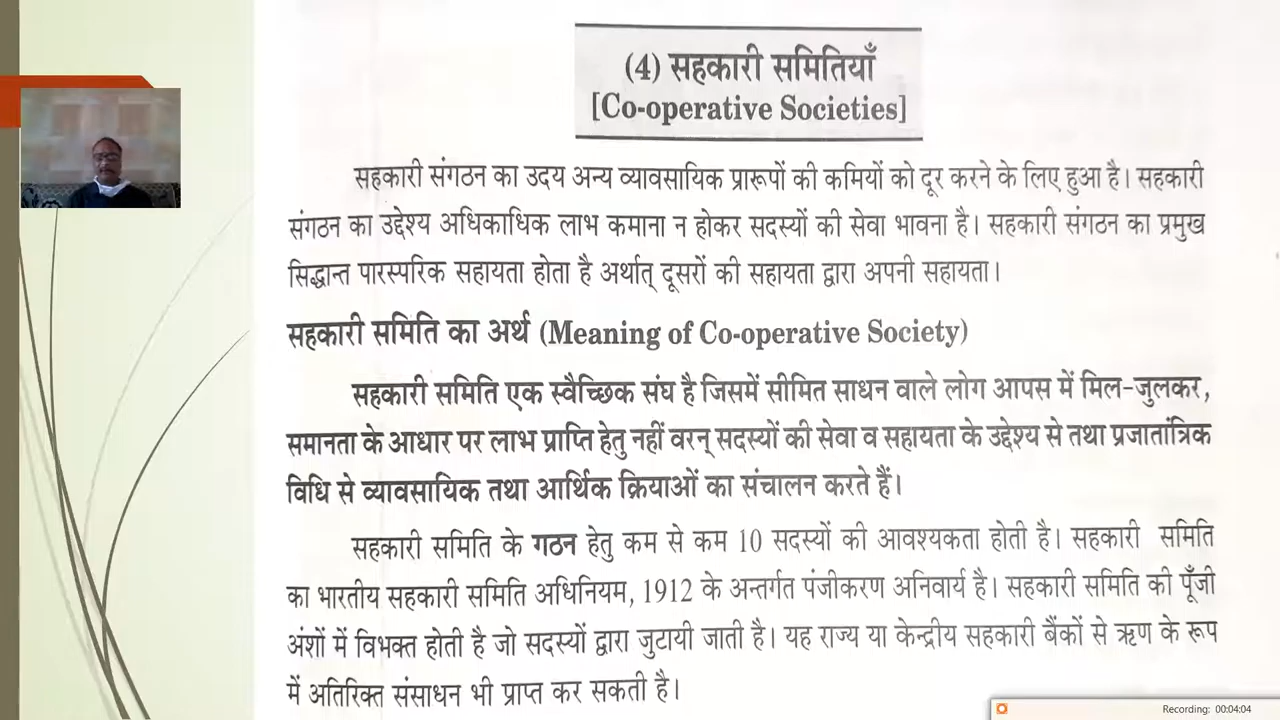 (4) सहकारी समितियाँ
[Co-operative Societies]
सहकारी संगठन का उदय अन्य व्यावसायिक प्रारूपों की कमियों को दूर करने के लिए हुआ है। सहकारी
संगठन का उद्देश्य अधिकाधिक लाभ कमाना न होकर सदस्यों की सेवा भावना है। सहकारी संगठन का प्रमुख
सिद्धान्त पारस्परिक सहायता होता है अर्थात् दूसरों की सहायता द्वारा अपनी सहायता।
सहकारी समिति का अर्थ (Meaning of Co-operative Society)
सहकारी समिति एक स्वैच्छिक संघ है जिसमें सीमित साधन वाले लोग आपस में मिल-जुलकर,
समानता के आधार पर लाभ प्राप्ति हेतु नहीं वरन् सदस्यों की सेवा व सहायता के उद्देश्य से तथा प्रजातांत्रिक
विधि से व्यावसायिक तथा आर्थिक क्रियाओं का संचालन करते हैं।
सहकारी समिति के गठन हेतु कम से कम 10 सदस्यों की आवश्यकता होती है। सहकारी समिति
का भारतीय सहकारी समिति अधिनियम, 1912 के अन्तर्गत पंजीकरण अनिवार्य है। सहकारी समिति की पूँजी
अंशों में विभक्त होती है जो सदस्यों द्वारा जुटायी जाती है। यह राज्य या केन्द्रीय सहकारी बैंकों से ऋण के रूप
में अतिरिक्त संसाधन भी प्राप्त कर सकती है।
Recording: 00:04:04